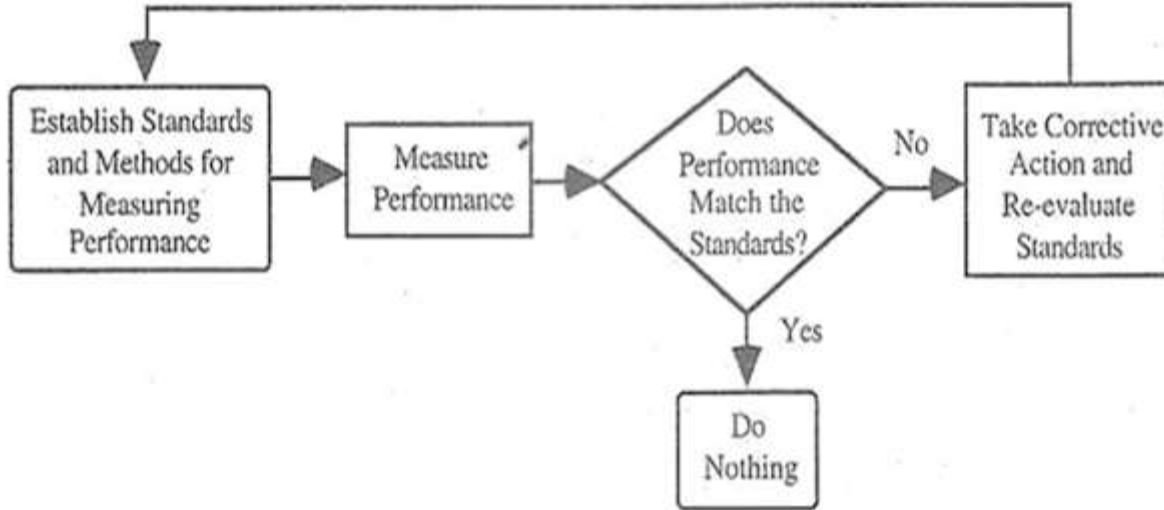 Establish Standards
and Methods for
Measuring
Performance
Measure
Performance
Does
Performance
Match the
Standards?
No
Take Corrective
Action and
Re-evaluate
Standards
Yes
Do
Nothing